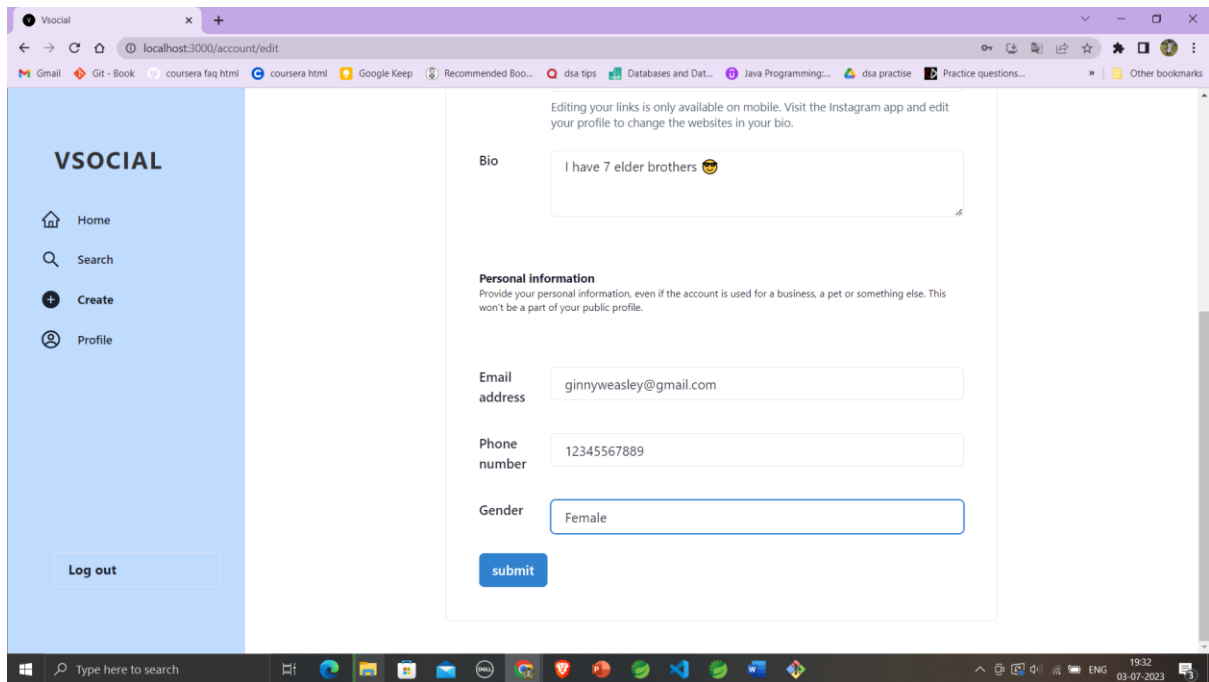 Vsocial
localhost:3000/account/edit
Gmail Git - Book coursera faq html coursera html Google Keep Recommended Boo... dsa tips Databases and Dat... Java Programming:... dsa practise Practice questions... » Other bookmarks
Editing your links is only available on mobile. Visit the Instagram app and edit
your profile to change the websites in your bio.
VSOCIAL
Bio
I have 7 elder brothers 😎
Home
Search
Create
Profile
Personal information
Provide your personal information, even if the account is used for a business, a pet or something else. This
won't be a part of your public profile.
Email
address
ginnyweasley@gmail.com
Phone
number
12345567889
Gender
Female
submit
Log out
Type here to search
ENG
19:32
03-07-2023